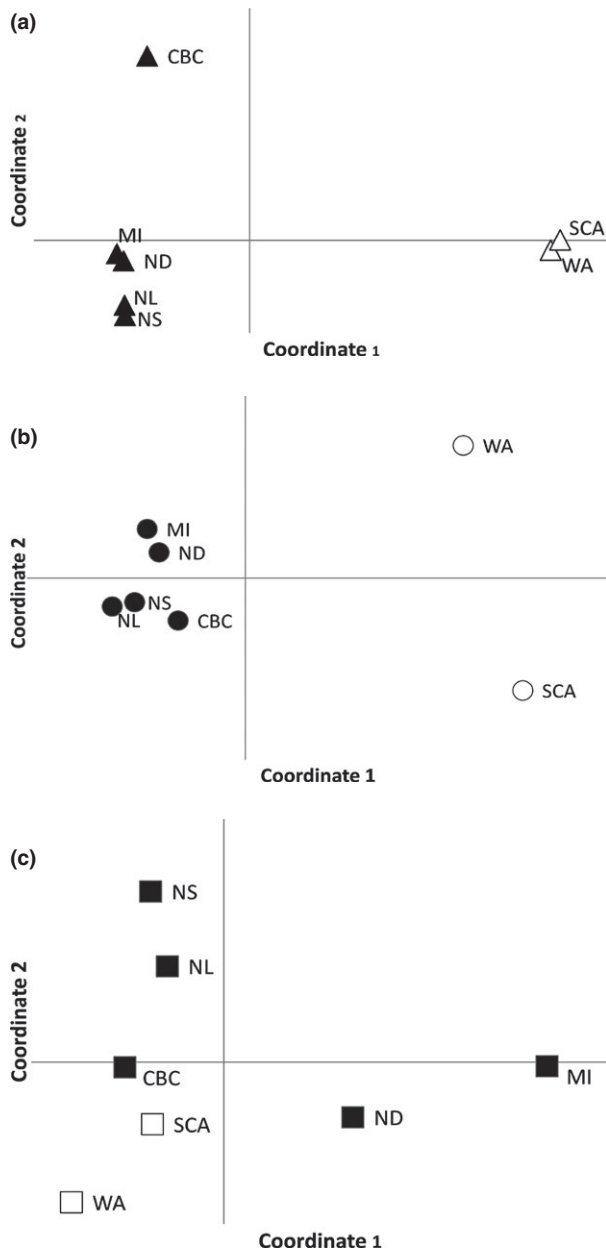 (a)
CBC
Coordinate 2
MI
ND
NL
NS
SCA
WA
Coordinate 1
(b)
WA
MI
ND
Coordinate 2
NS
NL
CBC
SCA
Coordinate 1
(c)
NS
NL
Coordinate 2
CBC
MI
SCA
ND
WA
Coordinate 1